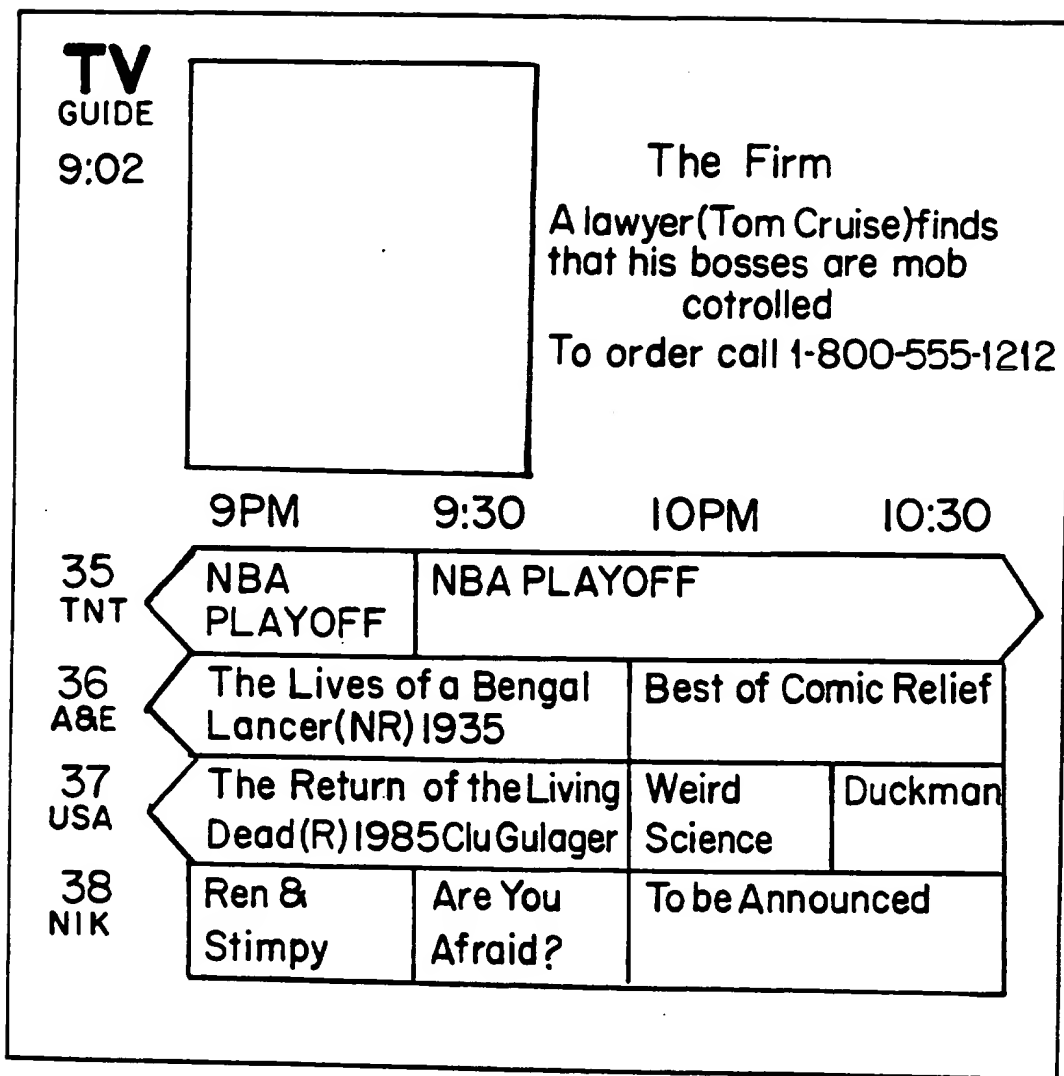 TV
GUIDE
9:02
The Firm
A lawyer(Tom Cruise)finds
that his bosses are mob
cotrolled
To order call 1-800-555-1212
9PM 9:30 10PM 10:30
35
TNT
NBA
PLAYOFF
NBA PLAYOFF
36
A&E
The Lives of a Bengal
Lancer(NR)1935
Best of Comic Relief
37
USA
The Return of the Living
Dead(R)1985CluGulager
Weird
Science
Duckman
38
NIK
Ren &
Stimpy
Are You
Afraid?
To be Announced